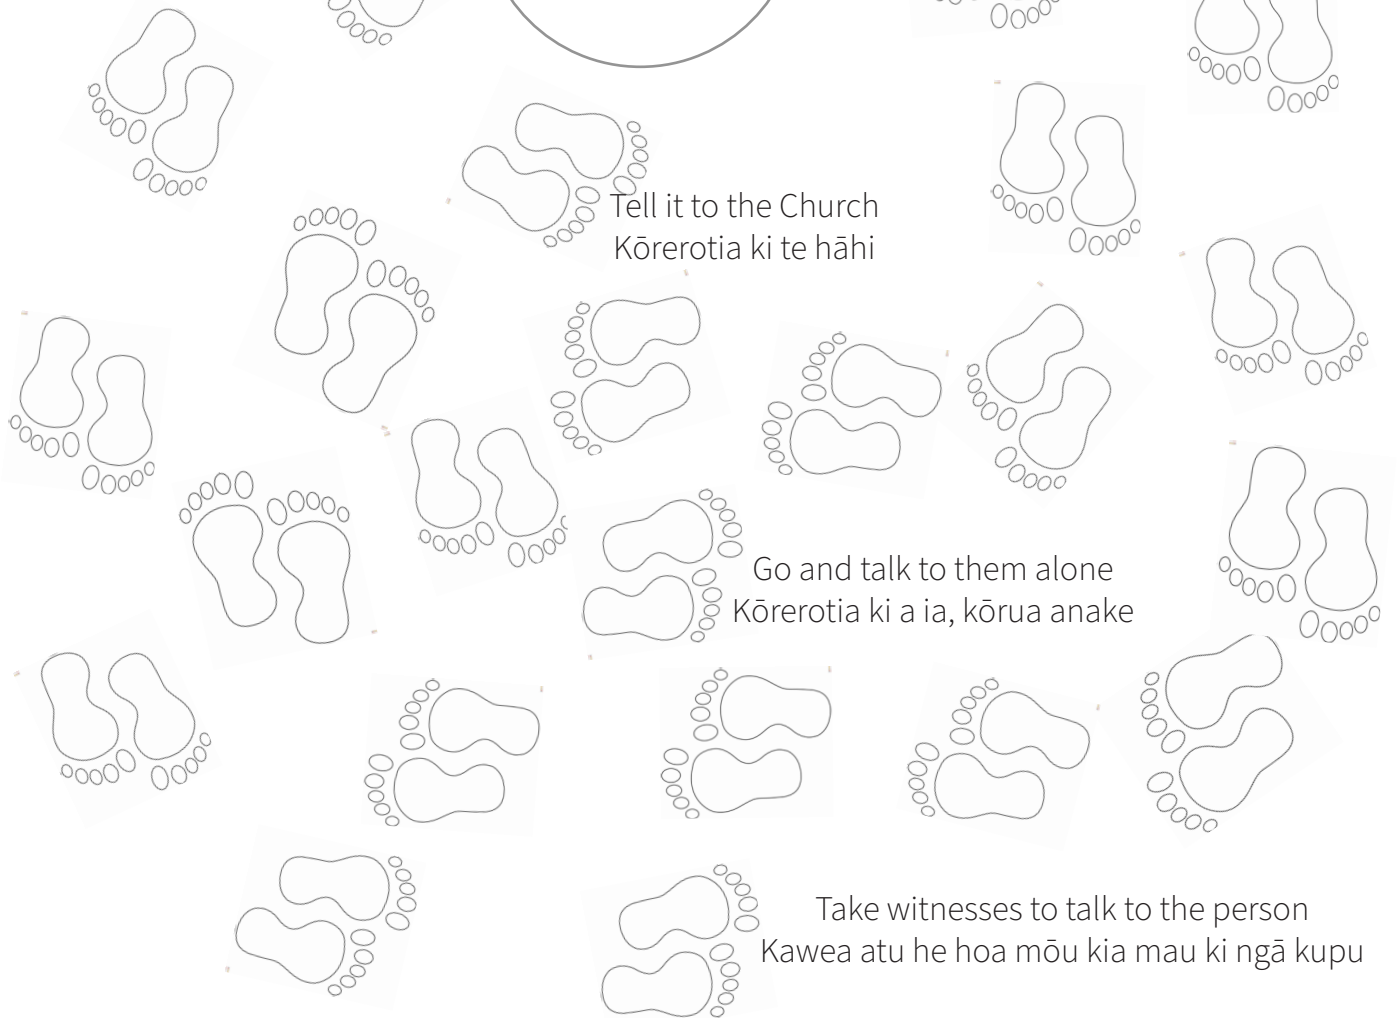 Tell it to the Church
Kōrerotia ki te hāhi
Go and talk to them alone
Kōrerotia ki a ia, kōrua anake
Take witnesses to talk to the person
Kawea atu he hoa mōu kia mau ki ngā kupu